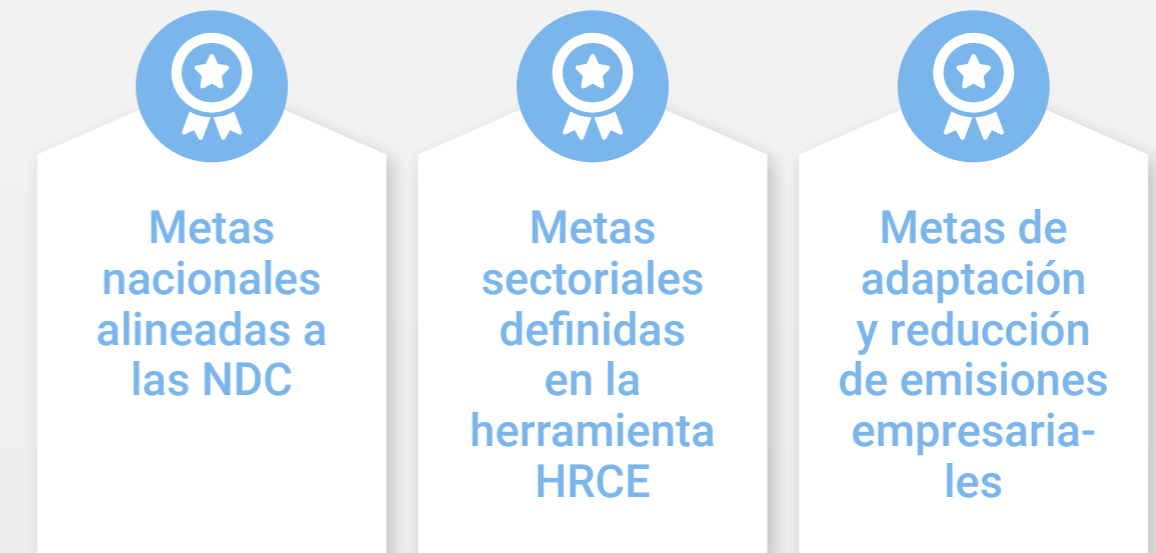 Metas
nacionales
alineadas a
las NDC
Metas
sectoriales
definidas
en la
herramienta
HRCE
Metas de
adaptación
y reducción
de emisiones
empresaria-
les